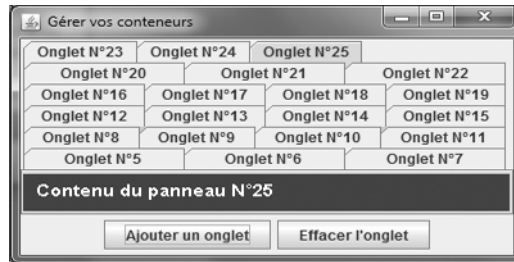 Gérer vos conteneurs
Onglet N°23 Onglet N°24 Onglet N°25
Onglet N°20 Onglet N°21 Onglet N°22
Onglet N°16 Onglet N°17 Onglet N°18 Onglet N°19
Onglet N°12 Onglet N°13 Onglet N°14 Onglet N°15
Onglet N°8 Onglet N°9 Onglet N°10 Onglet N°11
Onglet N°5 Onglet N°6 Onglet N°7
Contenu du panneau N°25
Ajouter un onglet Effacer l'onglet